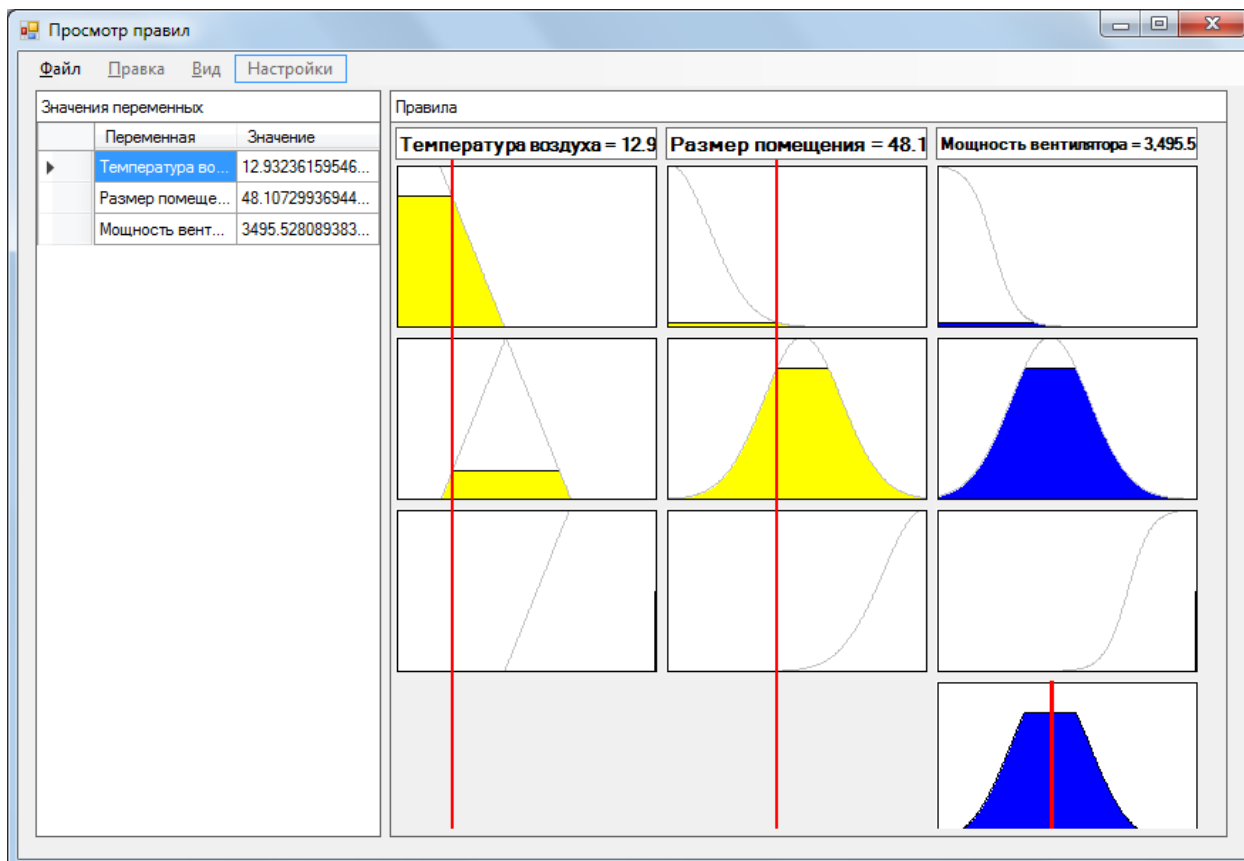 Просмотр правил
Файл Правка Вид Настройки
Значения переменных
Переменная Значение
Температура во... 12.93236159546...
Размер помеще... 48.10729936944...
Мощность вент... 3495.528089383...
Правила
Температура воздуха = 12.9 Размер помещения = 48.1 Мощность вентилятора = 3,495.5